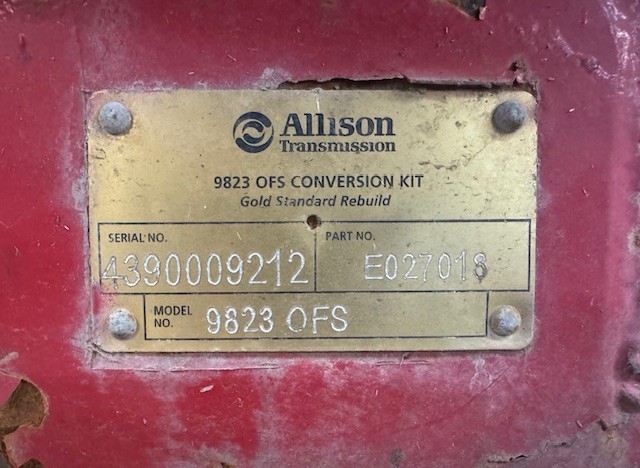 Allison
Transmission
9823 OFS CONVERSION KIT
Gold Standard Rebuild
SERIAL NO.
4390009212
PART NO.
E027018
MODEL NO.
9823 OFS